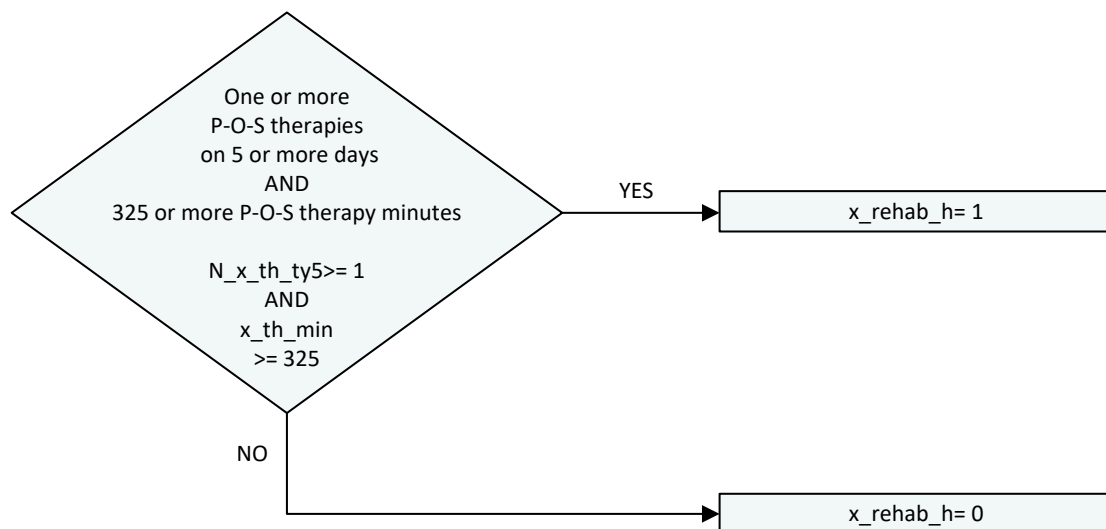 One or more
P-O-S therapies
on 5 or more days
AND
325 or more P-O-S therapy minutes
N_x_th_ty5>= 1
AND
x_th_min
>= 325
YES
x_rehab_h= 1
NO
x_rehab_h= 0